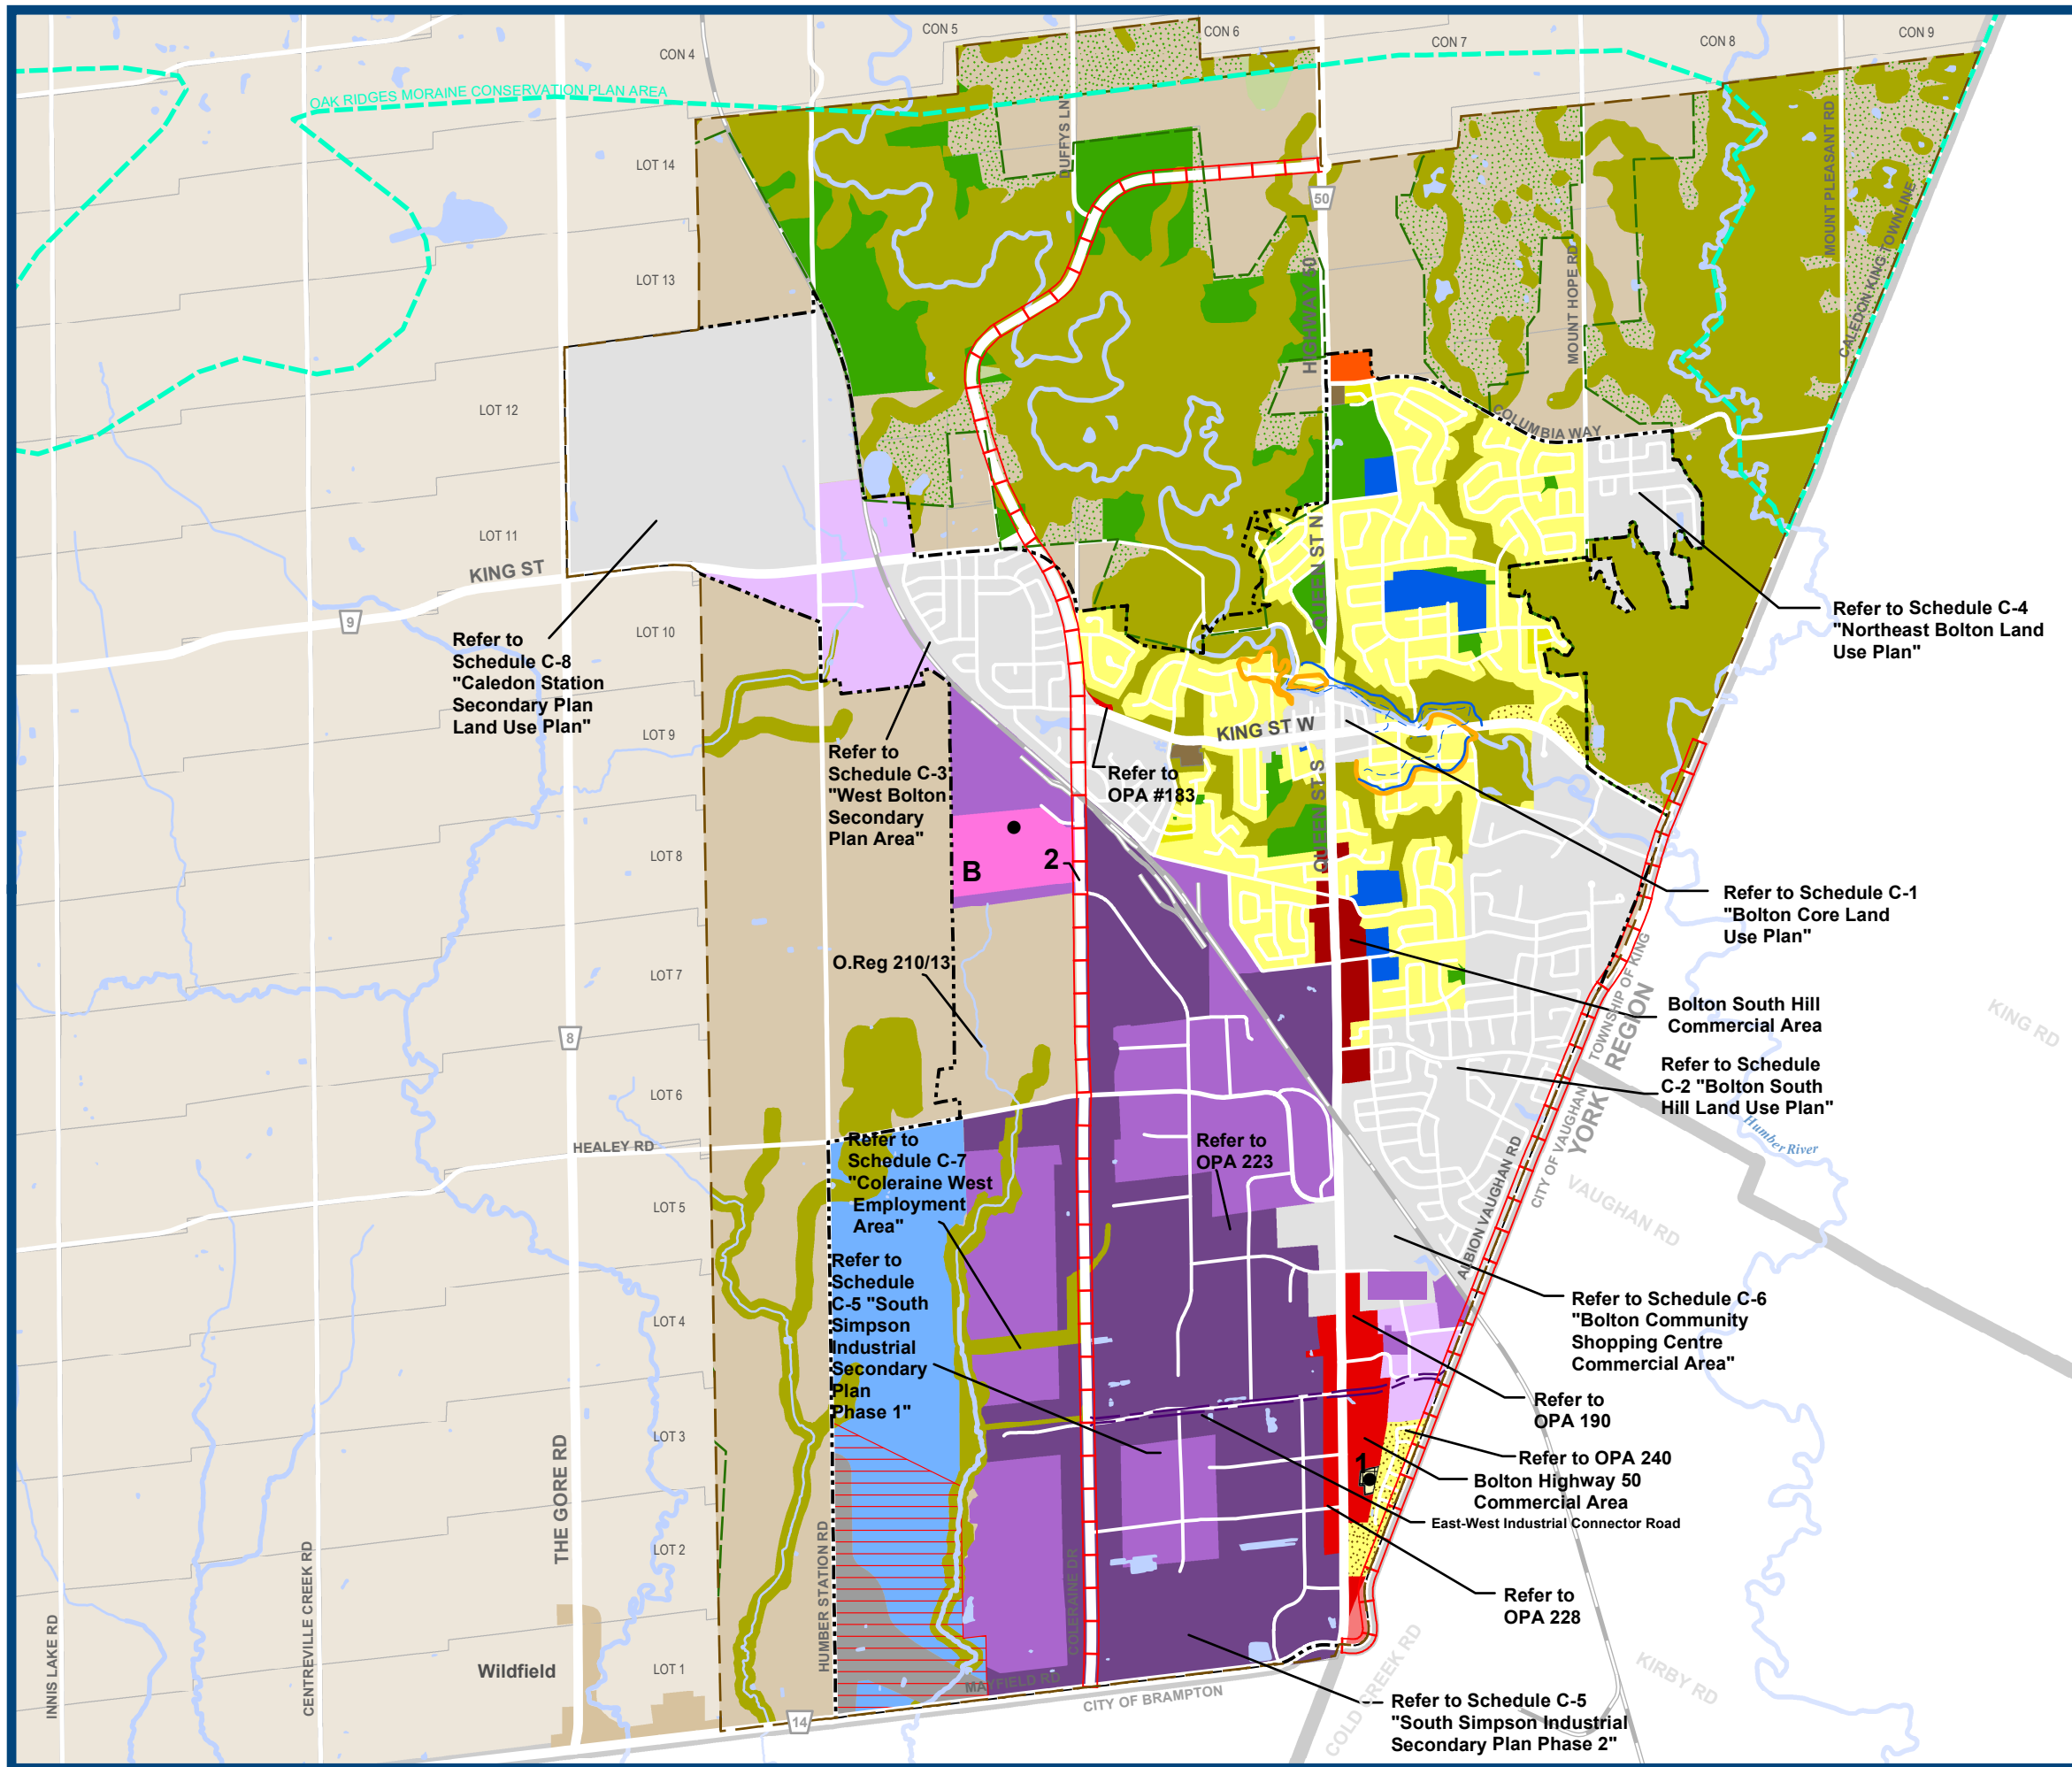 CON 4
CON 5
CON 6
CON 7
CON 8
CON 9
OAK RIDGES MORAINE CONSERVATION PLAN AREA
DUFFYS LN
MOUNT PLEASANT RD
CALEDON KING TOWNLINE
LOT 14
50
LOT 13
HIGHWAY 50
MOUNT HOPE RD
LOT 12
COLUMBIA WAY
LOT 11
KING ST
QUEEN ST N
9
LOT 10
Refer to
Schedule C-8
"Caledon Station
Secondary Plan
Land Use Plan"
Refer to Schedule C-4
"Northeast Bolton Land
Use Plan"
LOT 9
KING ST W
Refer to
Schedule C-3
"West Bolton
Secondary
Plan Area"
Refer to
OPA #183
QUEEN ST S
LOT 8
B
2
Refer to Schedule C-1
"Bolton Core Land
Use Plan"
LOT 7
O.Reg 210/13
Bolton South Hill
Commercial Area
TOWNSHIP OF KING
YORK REGION
CITY OF VAUGHAN
KING RD
8
LOT 6
Refer to Schedule
C-2 "Bolton South
Hill Land Use Plan"
Humber River
HEALEY RD
Refer to
Schedule C-7
"Coleraine West
Employment
Area"
Refer to
OPA 223
ALBION VAUGHAN RD
VAUGHAN RD
LOT 5
Refer to
Schedule
C-5 "South
Simpson
Industrial
Secondary
Plan
Phase 1"
LOT 4
Refer to Schedule C-6
"Bolton Community
Shopping Centre
Commercial Area"
Refer to
OPA 190
LOT 3
1
Refer to OPA 240
Bolton Highway 50
Commercial Area
East-West Industrial Connector Road
THE GORE RD
LOT 2
HUMBER STATION RD
COLERAINE DR
CENTREVILLE CREEK RD
INNIS LAKE RD
Refer to
OPA 228
Wildfield
LOT 1
MAYFIELD RD
CITY OF BRAMPTON
14
COLD CREEK RD
KIRBY RD
Refer to Schedule C-5
"South Simpson Industrial
Secondary Plan Phase 2"